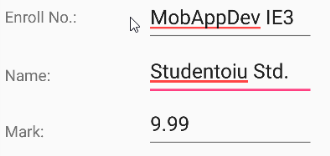 Enroll No.: MobAppDev IE3
Name: Studentoiu Std.
Mark: 9.99